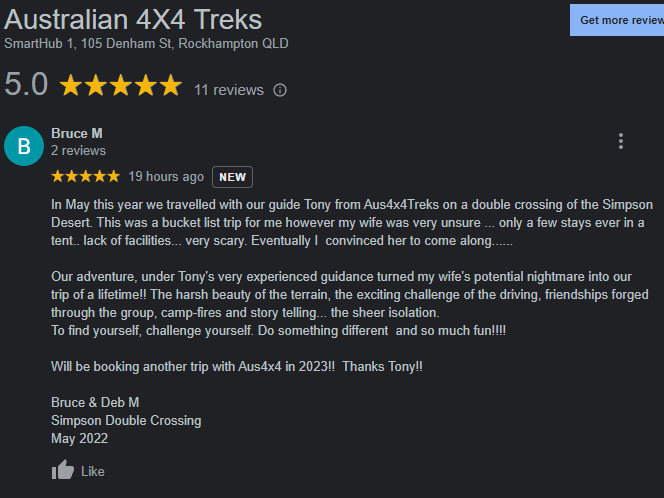 Australian 4X4 Treks
Get more review
SmartHub 1, 105 Denham St, Rockhampton QLD
5.0 11 reviews
B
Bruce M
2 reviews
19 hours ago NEW
In May this year we travelled with our guide Tony from Aus4x4Treks on a double crossing of the Simpson
Desert. This was a bucket list trip for me however my wife was very unsure ... only a few stays ever in a
tent.. lack of facilities... very scary. Eventually I  convinced her to come along......
Our adventure, under Tony's very experienced guidance turned my wife's potential nightmare into our
trip of a lifetime!! The harsh beauty of the terrain, the exciting challenge of the driving, friendships forged
through the group, camp-fires and story telling... the sheer isolation.
To find yourself, challenge yourself. Do something different  and so much fun!!!!
Will be booking another trip with Aus4x4 in 2023!!  Thanks Tony!!
Bruce & Deb M
Simpson Double Crossing
May 2022
Like